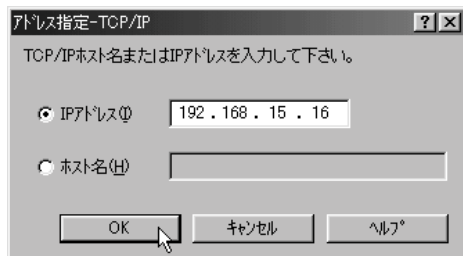 ｱﾄﾞﾚｽ指定-TCP/IP
TCP/IPﾎｽﾄ名またはIPｱﾄﾞﾚｽを入力して下さい。
IPｱﾄﾞﾚｽ(I)
192 . 168 . 15 . 16
ﾎｽﾄ名(H)
OK ｷｬﾝｾﾙ ﾍﾙﾌﾟ